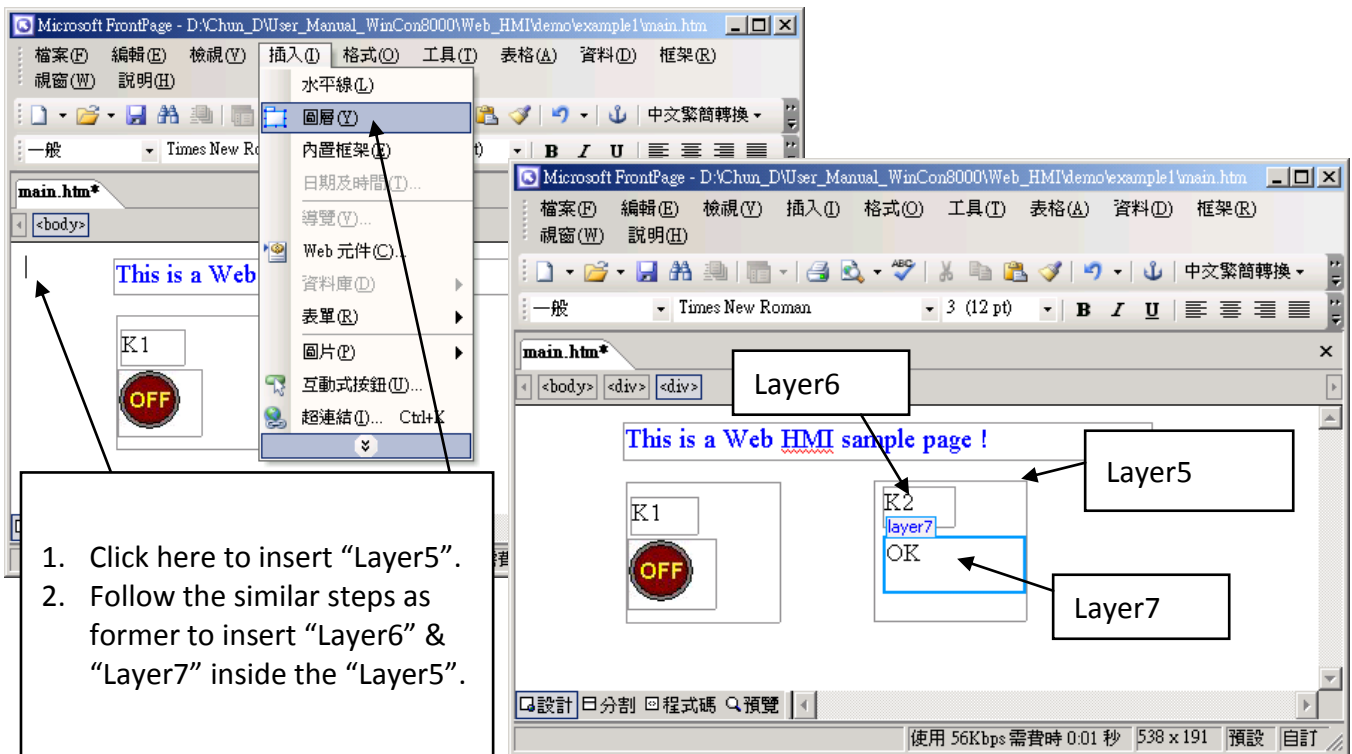 Microsoft FrontPage - D:\Chun_D\User_Manual_WinCon8000\Web_HMI\demo\example1\main.htm
檔案(F) 編輯(E) 檢視(V) 插入(I) 格式(O) 工具(T) 表格(A) 資料(D) 框架(R)
視窗(W) 說明(H)
中文繁簡轉換
一般 Times New Ro
B I U
main.htm*
<body>
水平線(L)
圖層(Y)
內置框架(E)
日期及時間(T)...
導覽(V)...
Web 元件(C)...
資料庫(D)
表單(R)
圖片(P)
互動式按鈕(U)...
超連結(I)... Ctrl+K
This is a Web
K1
OFF
1. Click here to insert “Layer5”.
2. Follow the similar steps as
former to insert “Layer6” &
“Layer7” inside the “Layer5”.
Microsoft FrontPage - D:\Chun_D\User_Manual_WinCon8000\Web_HMI\demo\example1\main.htm
檔案(F) 編輯(E) 檢視(V) 插入(I) 格式(O) 工具(T) 表格(A) 資料(D) 框架(R)
視窗(W) 說明(H)
ABC 中文繁簡轉換
一般 Times New Roman 3 (12 pt) B I U
main.htm*
<body> <div> <div>
Layer6
This is a Web HMI sample page !
Layer5
K1
OFF
K2
layer7
OK
Layer7
設計 分割 程式碼 預覽
使用 56Kbps 需費時 0:01 秒 538 x 191 預設 自訂